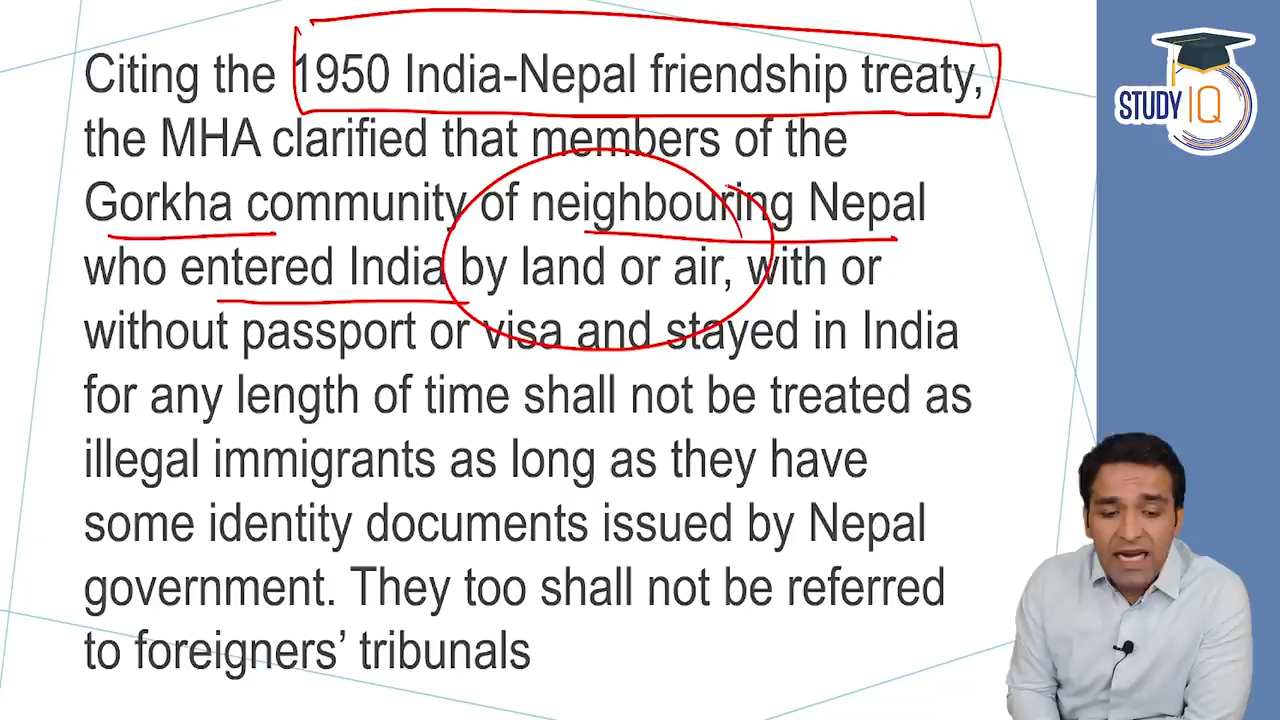 Citing the 1950 India-Nepal friendship treaty,
the MHA clarified that members of the
Gorkha community of neighbouring Nepal
who entered India by land or air, with or
without passport or visa and stayed in India
for any length of time shall not be treated as
illegal immigrants as long as they have
some identity documents issued by Nepal
government. They too shall not be referred
to foreigners’ tribunals
STUDY IQ